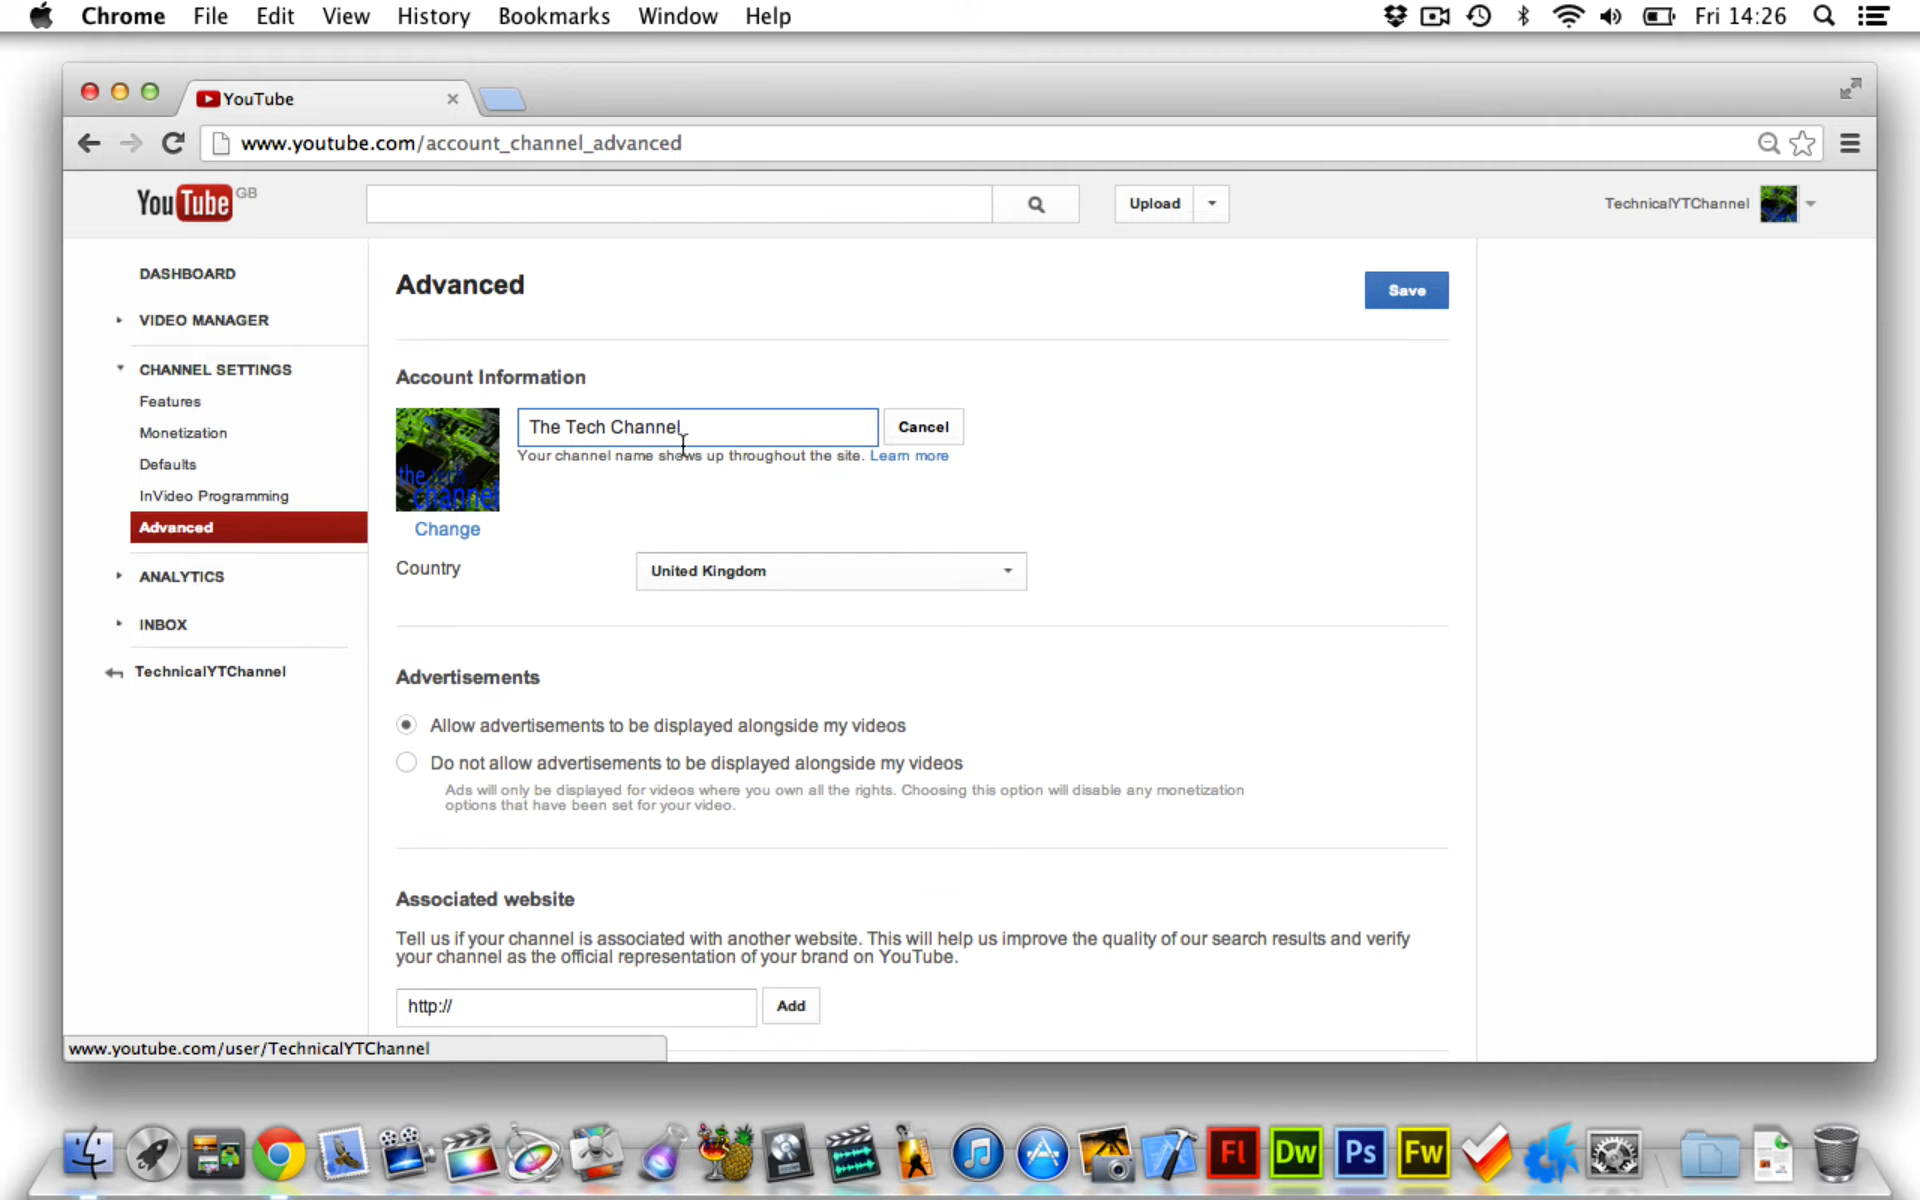 Chrome File Edit View History Bookmarks Window Help Fri 14:26
YouTube
www.youtube.com/account_channel_advanced
YouTube GB Upload TechnicalYTChannel
DASHBOARD
VIDEO MANAGER
CHANNEL SETTINGS
Features
Monetization
Defaults
InVideo Programming
Advanced
ANALYTICS
INBOX
TechnicalYTChannel
Advanced Save
Account Information
The Tech Channel Cancel
Your channel name shows up throughout the site. Learn more
the tech
channel
Change
Country United Kingdom
Advertisements
Allow advertisements to be displayed alongside my videos
Do not allow advertisements to be displayed alongside my videos
Ads will only be displayed for videos where you own all the rights. Choosing this option will disable any monetization
options that have been set for your video.
Associated website
Tell us if your channel is associated with another website. This will help us improve the quality of our search results and verify
your channel as the official representation of your brand on YouTube.
http:// Add
www.youtube.com/user/TechnicalYTChannel
Fl Dw Ps Fw